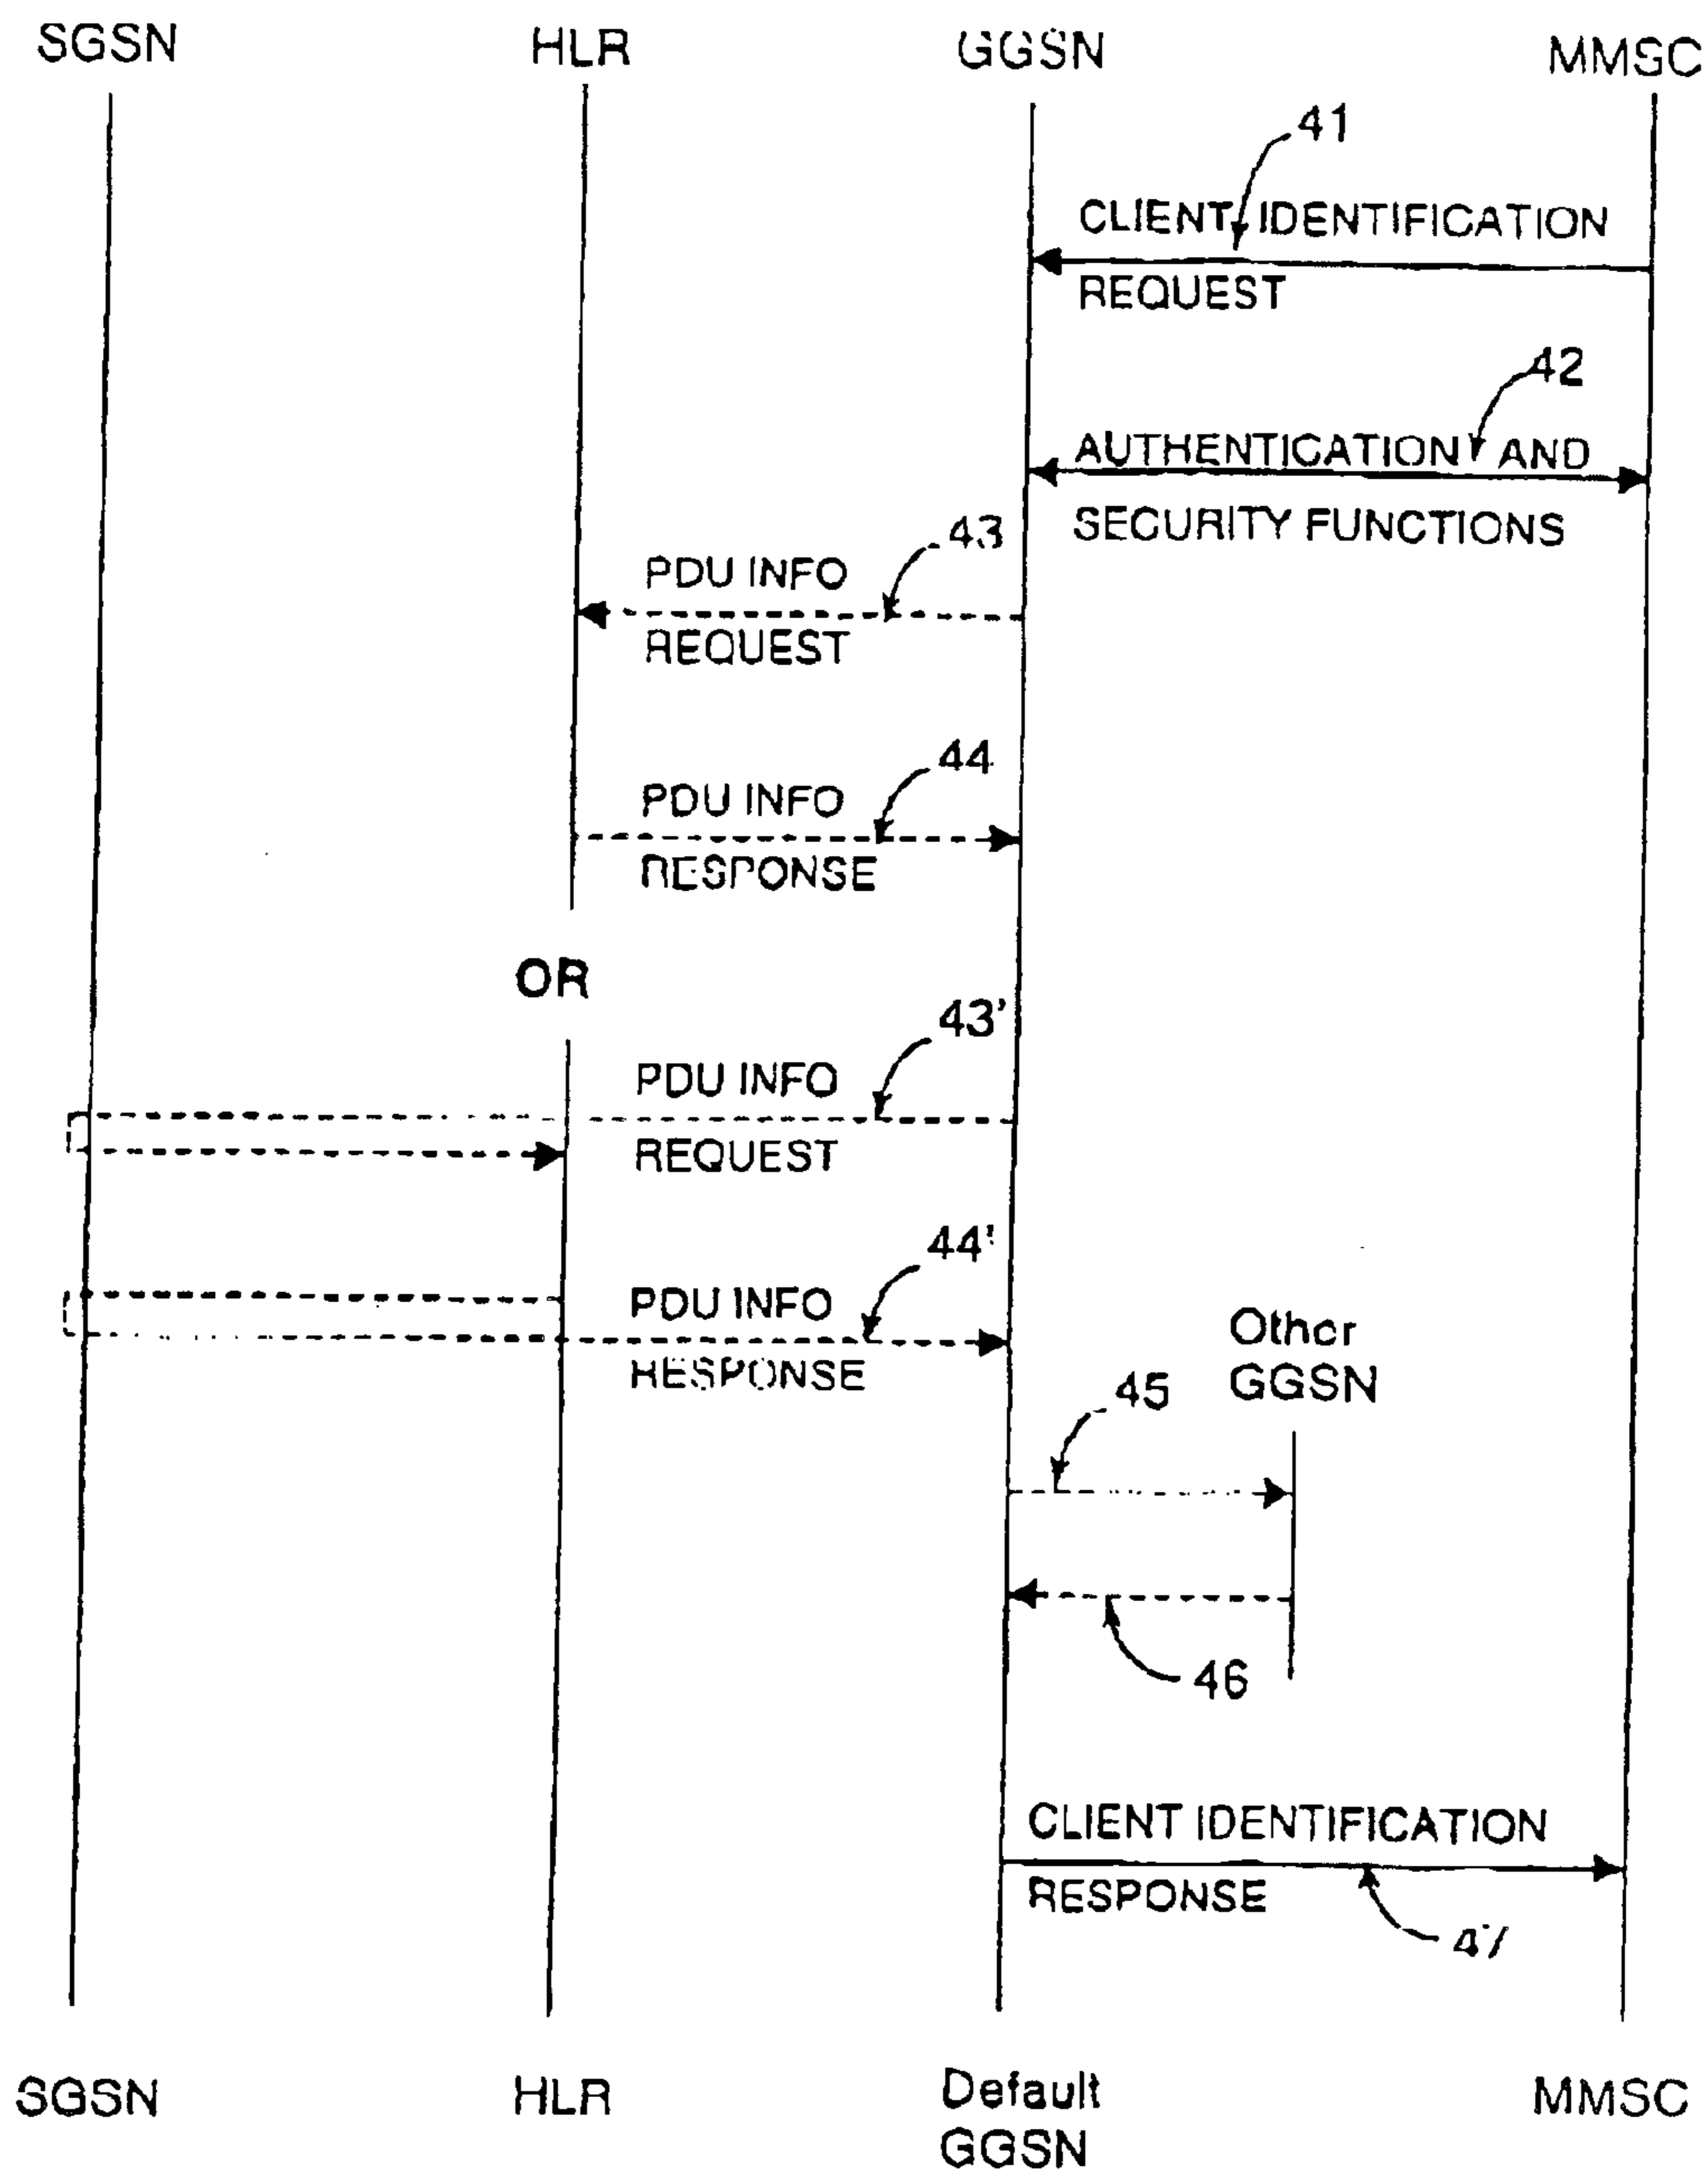 SGSN HLR GGSN MMSC
41
CLIENT IDENTIFICATION
REQUEST
42
AUTHENTICATION AND
SECURITY FUNCTIONS
43
PDU INFO
REQUEST
44
PDU INFO
RESPONSE
OR
43'
PDU INFO
REQUEST
44'
PDU INFO
RESPONSE
Other
GGSN
45
46
CLIENT IDENTIFICATION
RESPONSE
47
SGSN HLR Default MMSC
GGSN